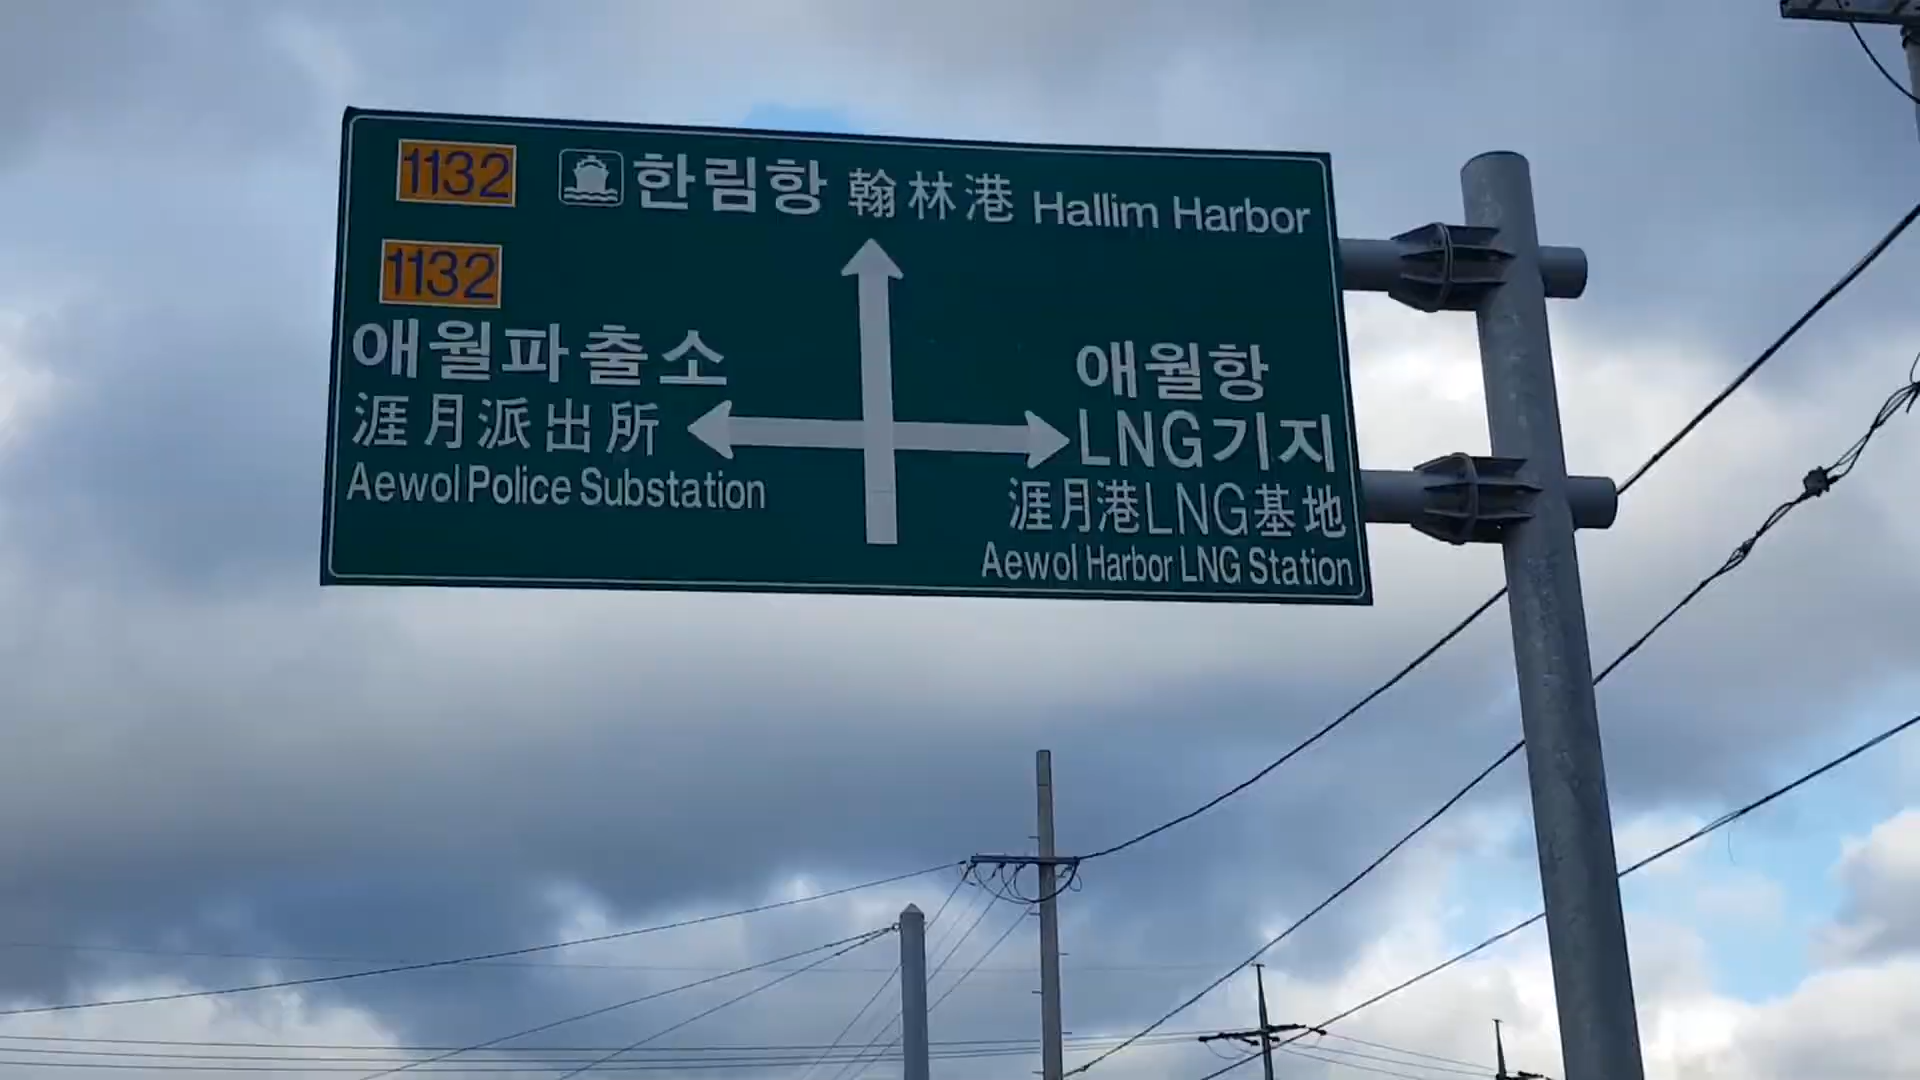 1132 한림항 翰林港 Hallim Harbor
1132
애월파출소
涯月派出所
Aewol Police Substation
애월항
LNG기지
涯月港LNG基地
Aewol Harbor LNG Station